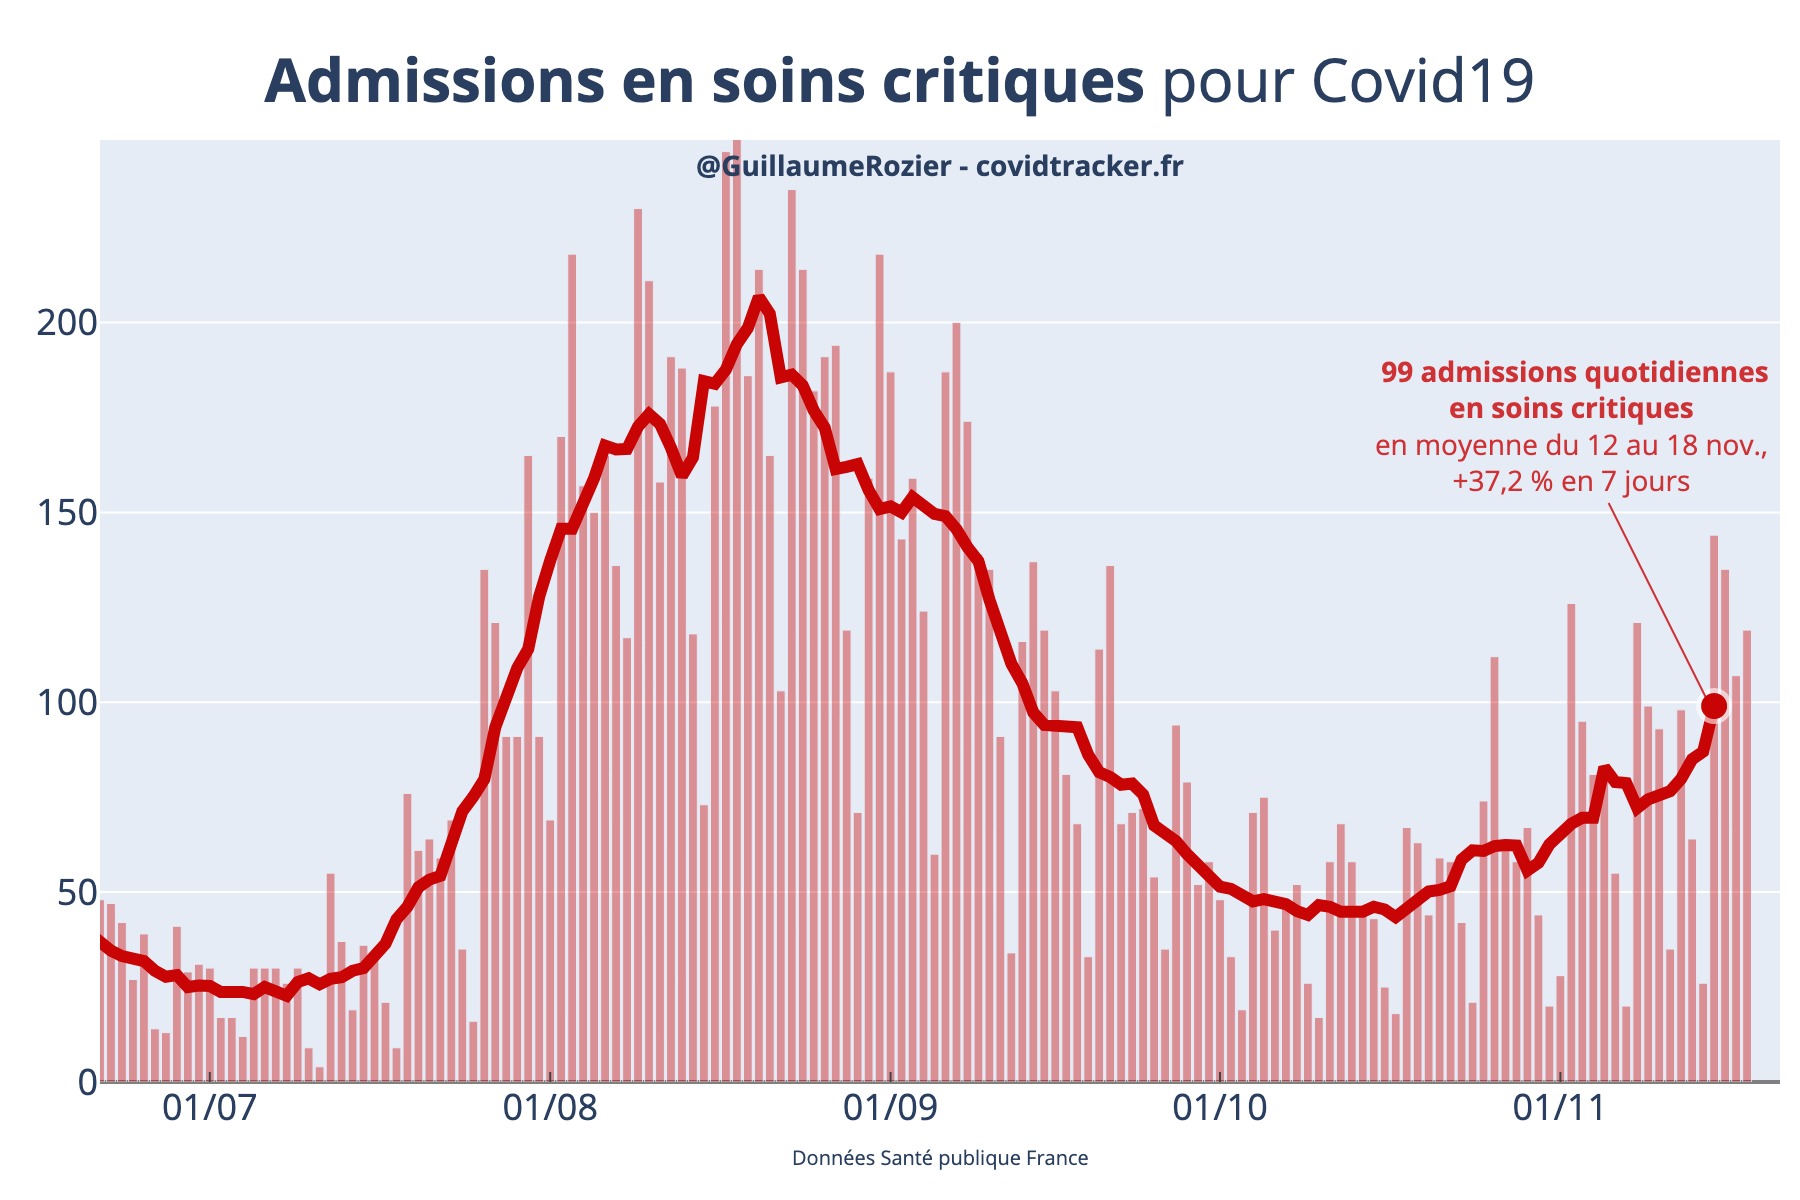 Admissions en soins critiques pour Covid19
@GuillaumeRozier - covidtracker.fr
200
150
100
50
0
99 admissions quotidiennes
en soins critiques
en moyenne du 12 au 18 nov.,
+37,2 % en 7 jours
01/07 01/08 01/09 01/10 01/11
Données Santé publique France